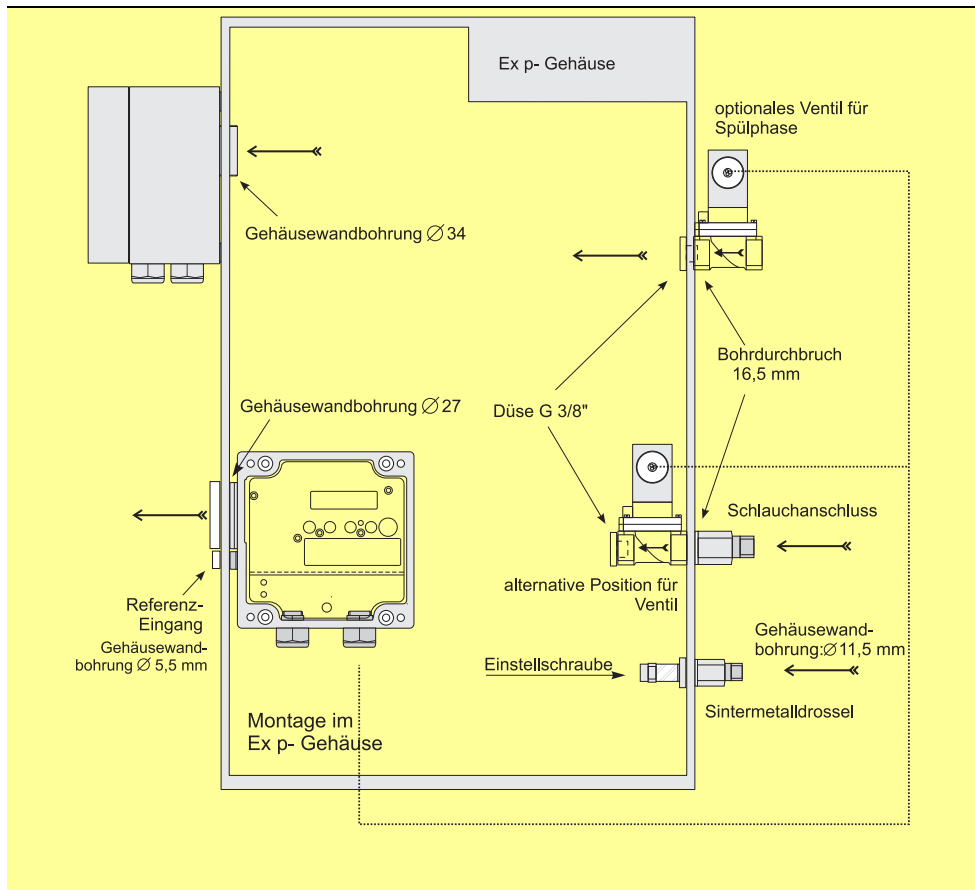 Ex p- Gehäuse
optionales Ventil für
Spülphase
Gehäusewandbohrung ∅ 34
Bohrdurchbruch
16,5 mm
Gehäusewandbohrung ∅ 27
Düse G 3/8"
Schlauchanschluss
alternative Position für
Ventil
Referenz-
Eingang
Gehäusewand-
bohrung ∅ 5,5 mm
Gehäusewand-
bohrung:∅ 11,5 mm
Einstellschraube
Sintermetalldrossel
Montage im
Ex p- Gehäuse